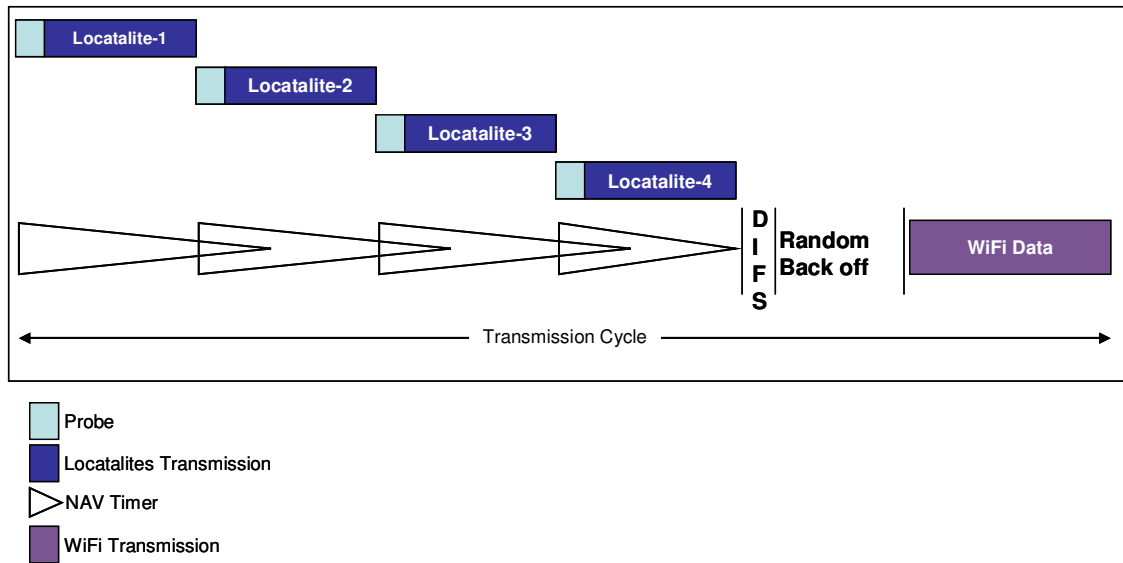 Locatalite-1
Locatalite-2
Locatalite-3
Locatalite-4
D
I
F
S
Random
Back off
WiFi Data
Transmission Cycle
Probe
Locatalites Transmission
NAV Timer
WiFi Transmission